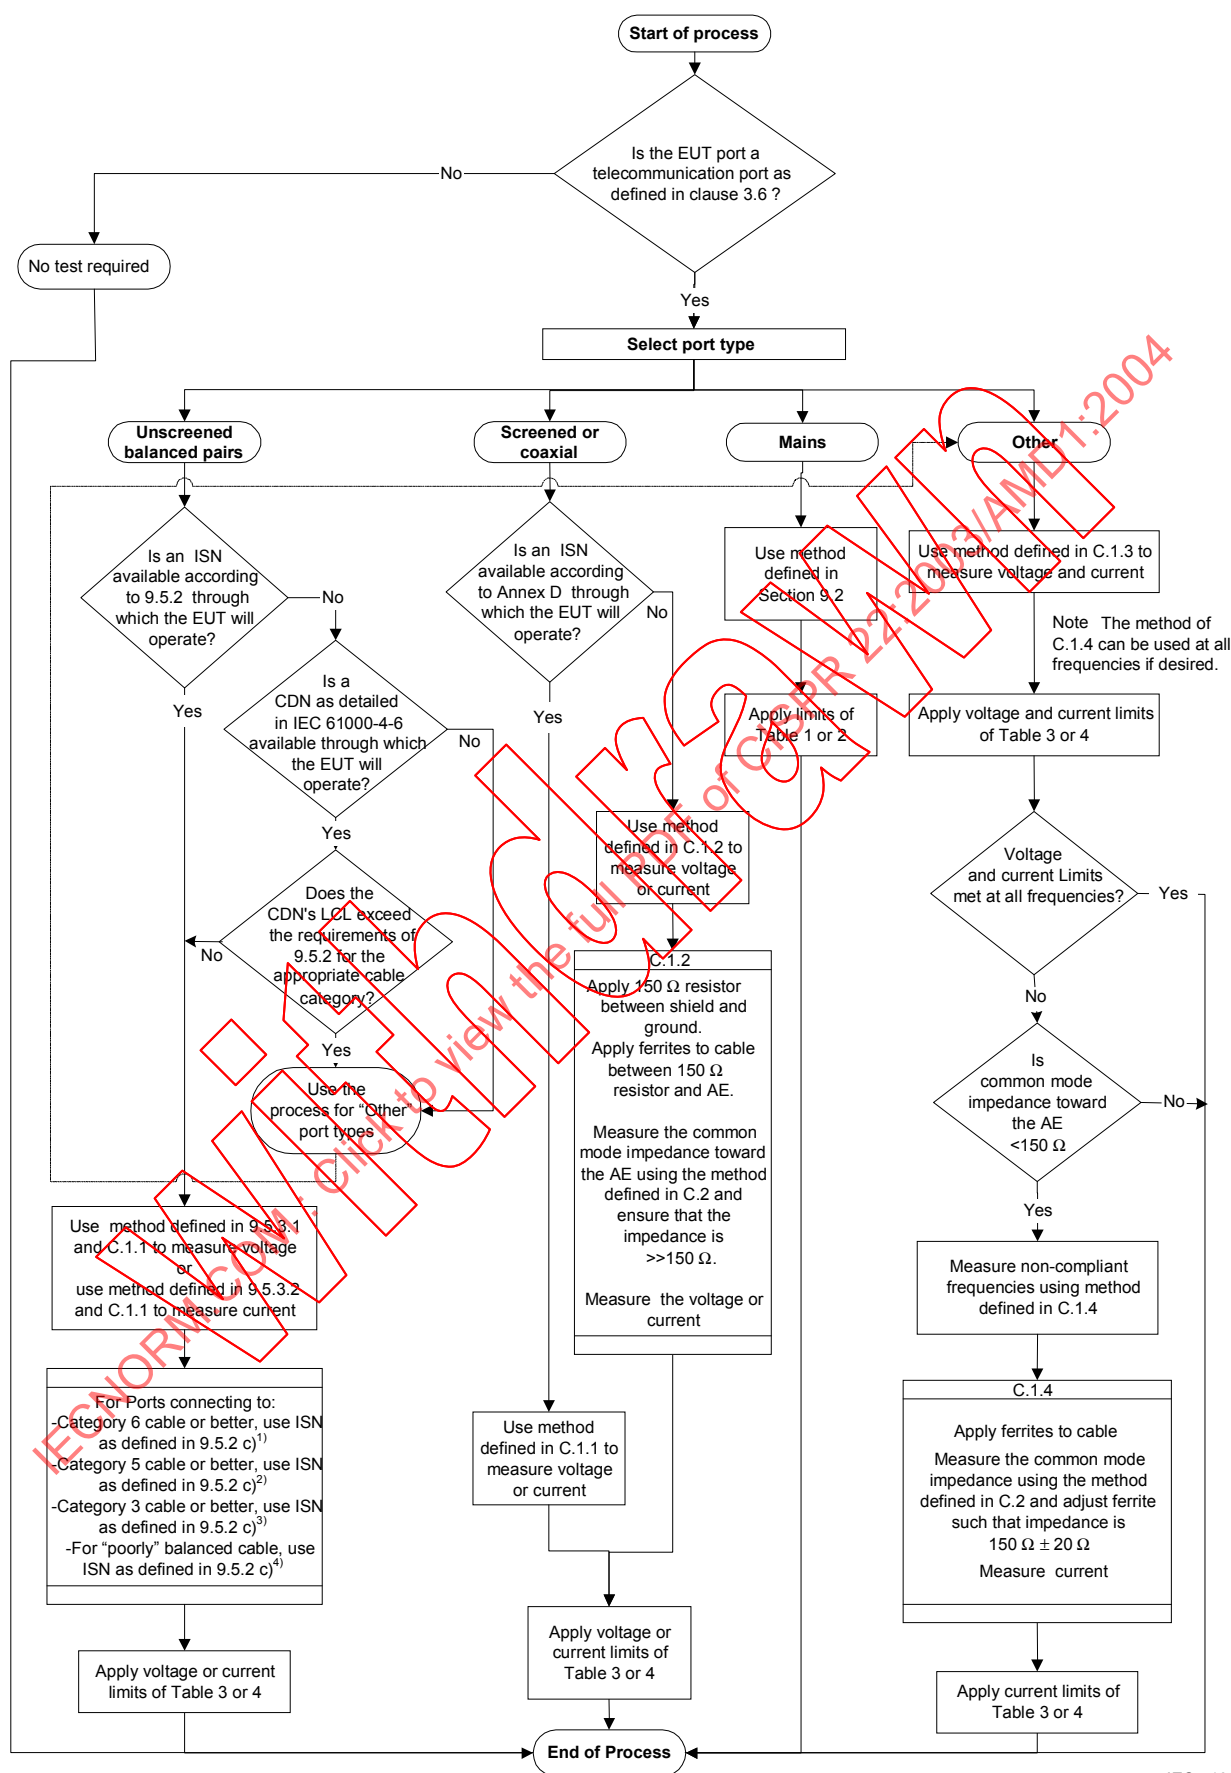 Start of process
Is the EUT port a
telecommunication port as
defined in clause 3.6 ?
No
No test required
Yes
Select port type
Unscreened
balanced pairs
Screened or
coaxial
Mains
Other
Is an ISN
available according
to 9.5.2 through
which the EUT will
operate?
No
Yes
Is a
CDN as detailed
in IEC 61000-4-6
available through which
the EUT will
operate?
No
Yes
Does the
CDN's LCL exceed
the requirements of
9.5.2 for the
appropriate cable
category?
No
Yes
Use the
process for “Other”
port types
Use method defined in 9.5.3.1
and C.1.1 to measure voltage
or
use method defined in 9.5.3.2
and C.1.1 to measure current
For Ports connecting to:
-Category 6 cable or better, use ISN
as defined in 9.5.2 c)1)
-Category 5 cable or better, use ISN
as defined in 9.5.2 c)2)
-Category 3 cable or better, use ISN
as defined in 9.5.2 c)3)
-For “poorly” balanced cable, use
ISN as defined in 9.5.2 c)4)
Apply voltage or current
limits of Table 3 or 4
Is an ISN
available according
to Annex D through
which the EUT will
operate?
No
Yes
Use method
defined in C.1.2 to
measure voltage
or current
C.1.2
Apply 150 Ω resistor
between shield and
ground.
Apply ferrites to cable
between 150 Ω
resistor and AE.
Measure the common
mode impedance toward
the AE using the method
defined in C.2 and
ensure that the
impedance is
>>150 Ω.
Measure the voltage or
current
Use method
defined in C.1.1 to
measure voltage
or current
Apply voltage or
current limits of
Table 3 or 4
Use method
defined in
Section 9.2
Apply limits of
Table 1 or 2
Use method defined in C.1.3 to
measure voltage and current
Note The method of
C.1.4 can be used at all
frequencies if desired.
Apply voltage and current limits
of Table 3 or 4
Voltage
and current Limits
met at all frequencies?
Yes
No
Is
common mode
impedance toward
the AE
<150 Ω
No
Yes
Measure non-compliant
frequencies using method
defined in C.1.4
C.1.4
Apply ferrites to cable
Measure the common mode
impedance using the method
defined in C.2 and adjust ferrite
such that impedance is
150 Ω ± 20 Ω
Measure current
Apply current limits of
Table 3 or 4
End of Process
IECNORM.COM : Click to view the full PDF of CISPR 22:2003/AMD1:2004
Withdrawn